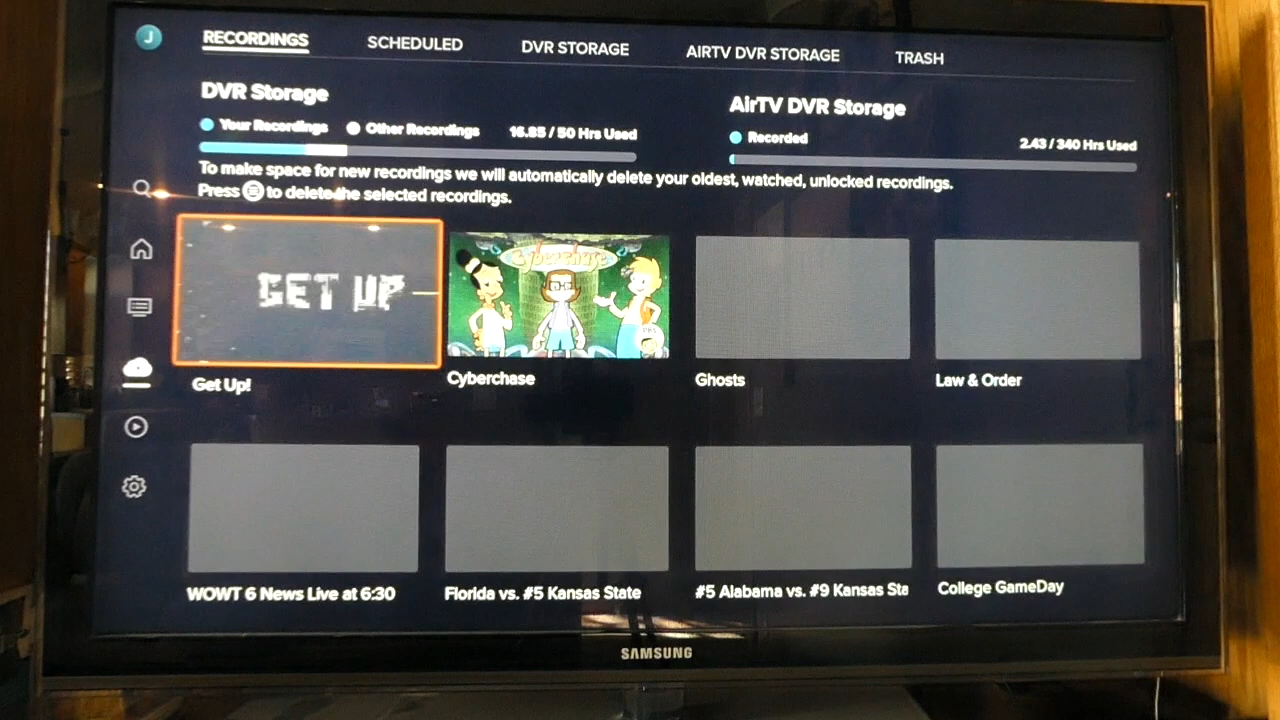 J
RECORDINGS SCHEDULED DVR STORAGE AIRTV DVR STORAGE TRASH
DVR Storage
Your Recordings Other Recordings 16.85 / 50 Hrs Used
AirTV DVR Storage
Recorded 2.43 / 340 Hrs Used
To make space for new recordings we will automatically delete your oldest, watched, unlocked recordings.
Press to delete the selected recordings.
GET UP
Cyberchase
PBS
Get Up! Cyberchase Ghosts Law & Order
WOWT 6 News Live at 6:30 Florida vs. #5 Kansas State #5 Alabama vs. #9 Kansas Sta College GameDay
SAMSUNG